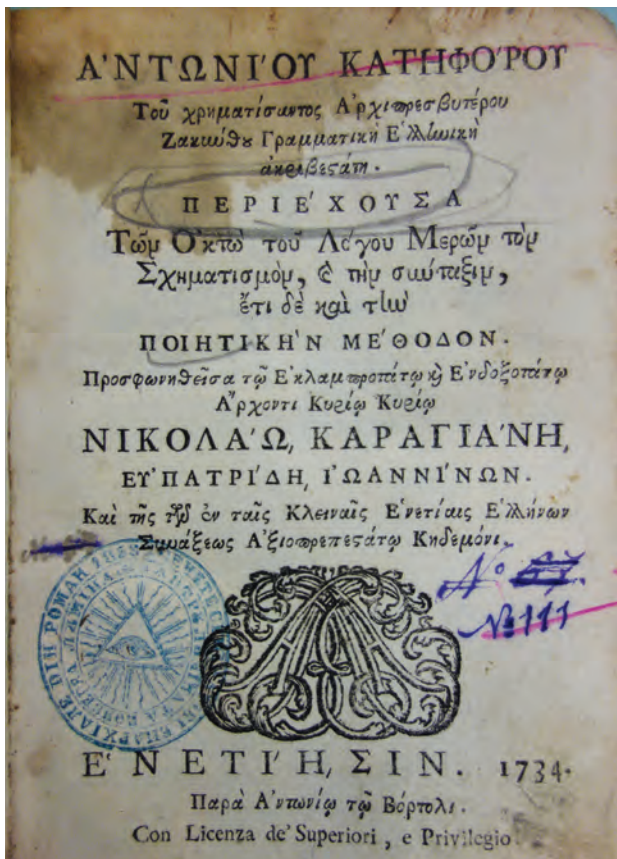 Α'ΝΤΩΝΙ'ΟΥ ΚΑΤΗΦΟ'ΡΟΥ
Τοῦ χρηματίσαντος Α'ρχιπρεσβυτέρου
Ζακύνθου Γραμματικὴ Ε'λληνικὴ
ἀκριβεστάτη.
ΠΕΡΙΕ'ΧΟΥΣΑ
Τῶν Ο'κτὼ τοῦ Λόγου Μερῶν τὸν
Σχηματισμὸν, ϗ τὴν σύνταξιν,
ἔτι δὲ καὶ τὴν
ΠΟΙΗΤΙΚΗ'Ν ΜΕ'ΘΟΔΟΝ.
Προσφωνηθεῖσα τῷ Ε'κλαμπροτάτῳ ϗ Ε'νδοξοτάτῳ
Α'ρχοντι Κυρίῳ Κυρίῳ
ΝΙΚΟΛΑ'Ω, ΚΑΡΑΓΙΑ'ΝΗ,
ΕΥ'ΠΑΤΡΙ'ΔΗ, Ι'ΩΑΝΝΙ'ΝΩΝ.
Καὶ τῆς τῶν ἐν ταῖς Κλειναῖς Ε'νετίαις Ε'λλήνων
Συνάξεως Α'ξιοπρεπεστάτῳ Κηδεμόνι.
№ 67.
№ 111
Ε'ΝΕΤΙ'Η, ΣΙΝ. 1734.
Παρὰ Α'ντωνίῳ τῷ Βόρτολι.
Con Licenza de' Superiori, e Privilegio.